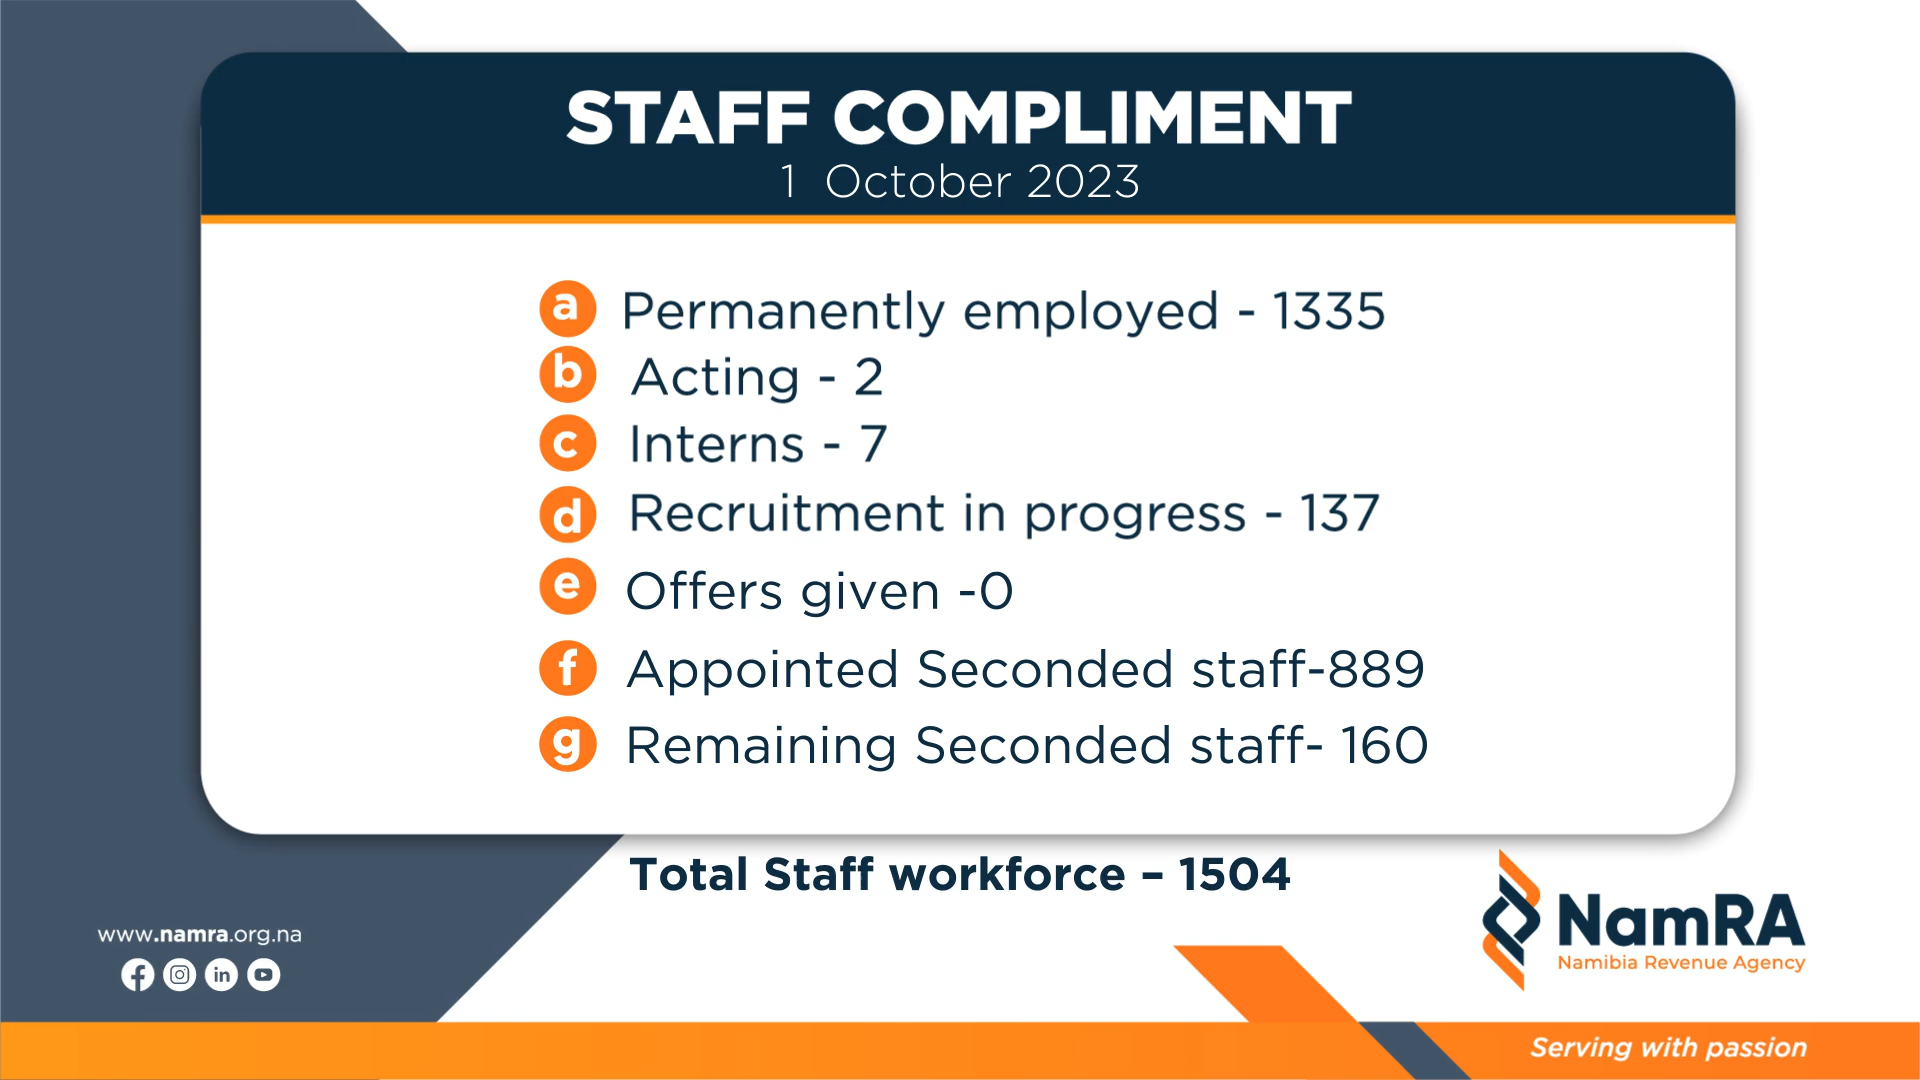 STAFF COMPLIMENT
1 October 2023
a Permanently employed - 1335
b Acting - 2
c Interns - 7
d Recruitment in progress - 137
e Offers given -0
f Appointed Seconded staff-889
g Remaining Seconded staff- 160
Total Staff workforce – 1504
www.namra.org.na
NamRA
Namibia Revenue Agency
Serving with passion